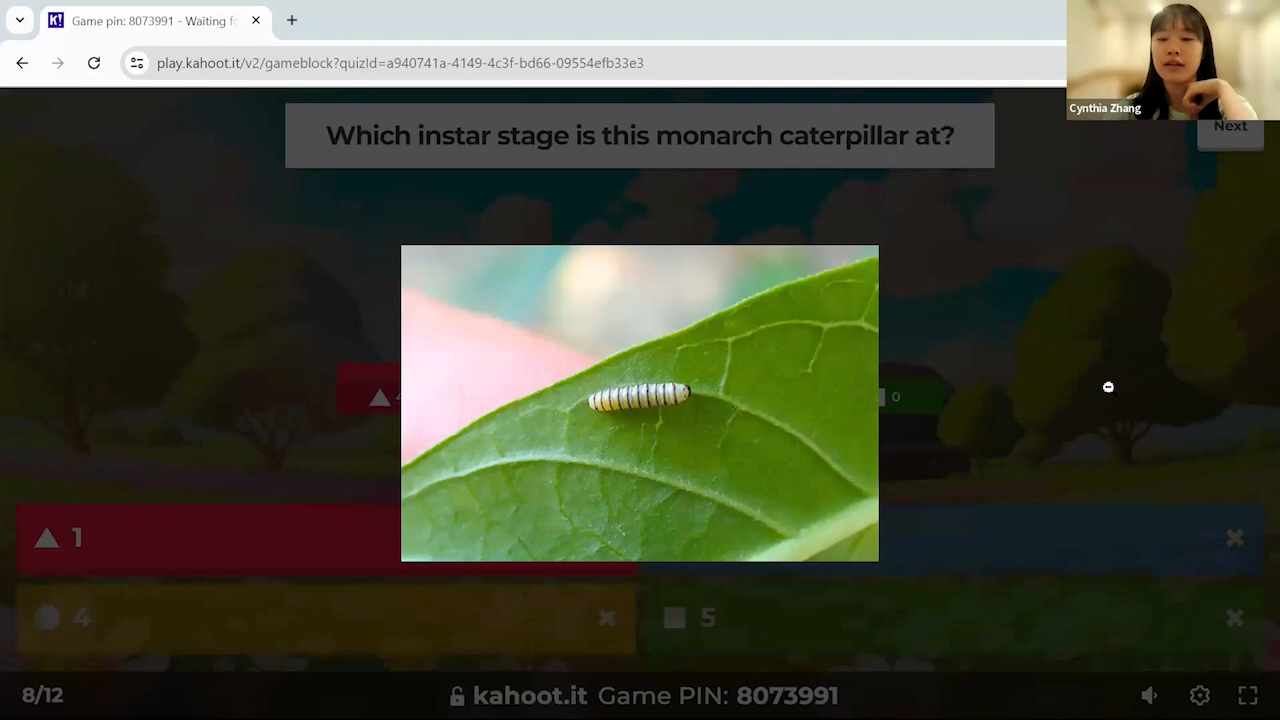 Game pin: 8073991 - Waiting f
play.kahoot.it/v2/gameblock?quizId=a940741a-4149-4c3f-bd66-09554efb33e3
Cynthia Zhang
Which instar stage is this monarch caterpillar at?
Next
0
1
4
5
8/12
kahoot.it Game PIN: 8073991